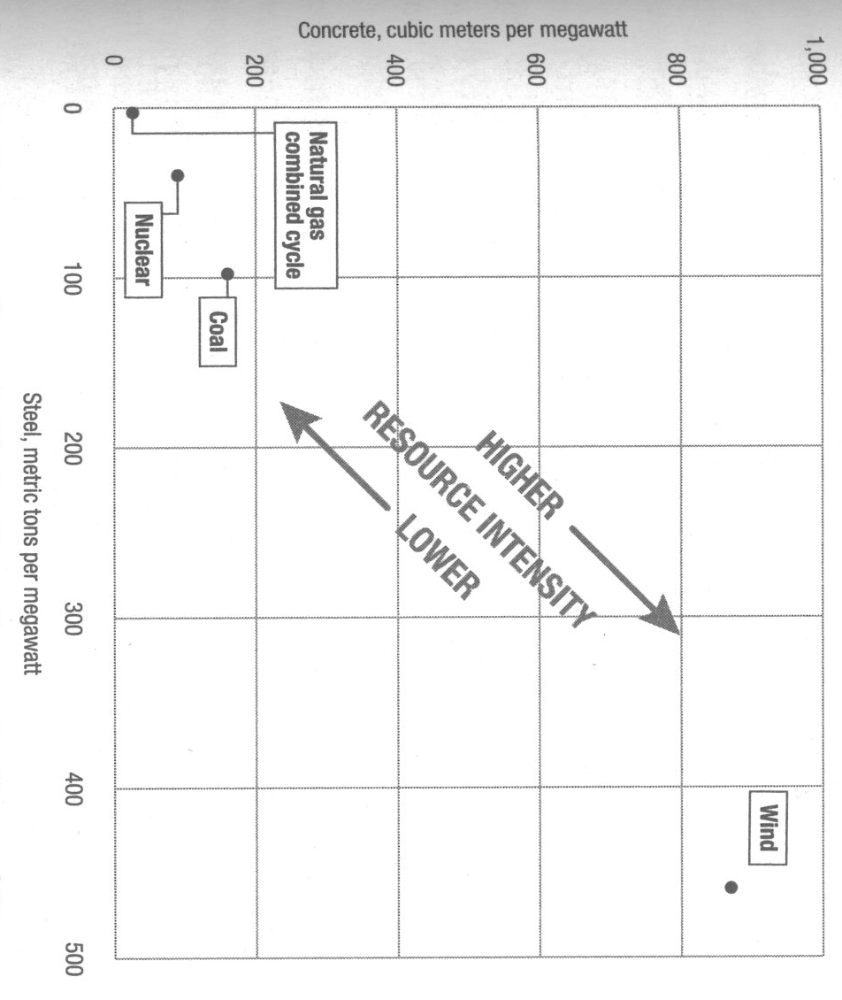 Concrete, cubic meters per megawatt
1,000
800
600
400
200
0
Natural gas
combined cycle
Nuclear
Coal
Wind
HIGHER
RESOURCE INTENSITY
LOWER
0
100
200
300
400
500
Steel, metric tons per megawatt